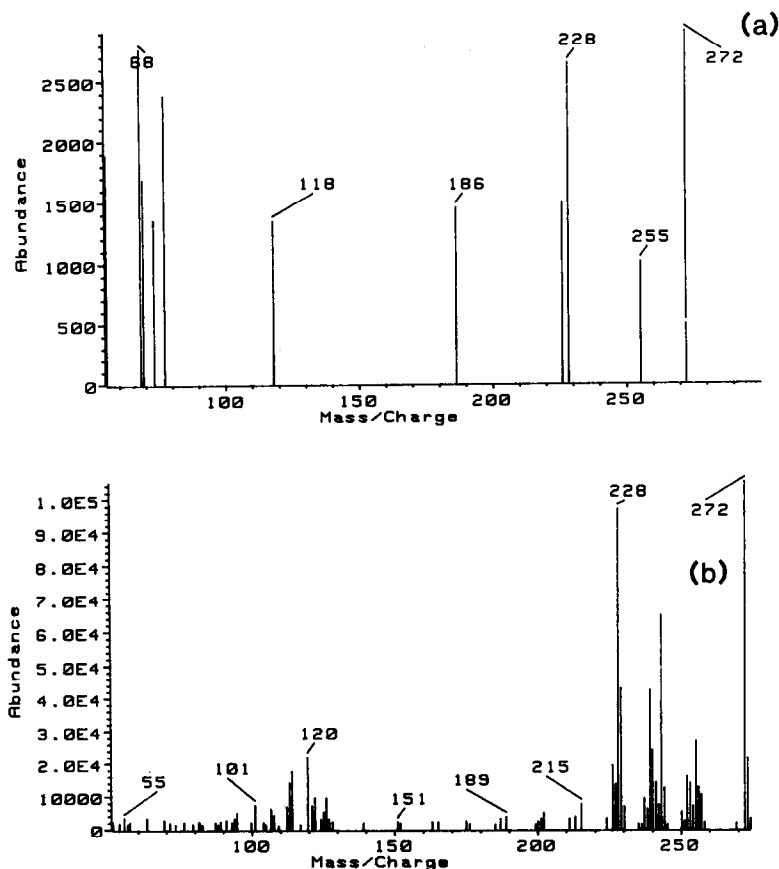 (a)
68
228
272
2500
2000
118
186
1500
255
1000
500
0
Abundance
100
150
200
250
Mass/Charge
228
272
1.0E5
9.0E4
8.0E4
(b)
7.0E4
6.0E4
5.0E4
4.0E4
3.0E4
120
2.0E4
101
55
215
189
151
10000
0
Abundance
100
150
200
250
Mass/Charge